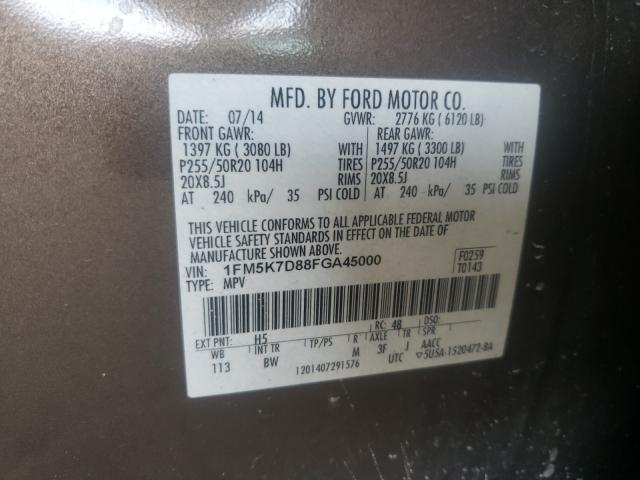 MFD. BY FORD MOTOR CO.
DATE: 07/14 GVWR: 2776 KG ( 6120 LB)
FRONT GAWR: REAR GAWR:
1397 KG ( 3080 LB) WITH 1497 KG ( 3300 LB) WITH
P255/50R20 104H TIRES P255/50R20 104H TIRES
20X8.5J RIMS 20X8.5J RIMS
AT 240 kPa/ 35 PSI COLD AT 240 kPa/ 35 PSI COLD
THIS VEHICLE CONFORMS TO ALL APPLICABLE FEDERAL MOTOR
VEHICLE SAFETY STANDARDS IN EFFECT ON THE DATE OF
MANUFACTURE SHOWN ABOVE.
VIN: 1FM5K7D88FGA45000 F0259
TYPE: MPV T0143
EXT PNT: H5 RC: 48 DSO:
WB INT TR TP/PS R AXLE TR SPR
113 BW M 3F J AACC
1201407291576 UTC ▽5U5A-1520472-BA